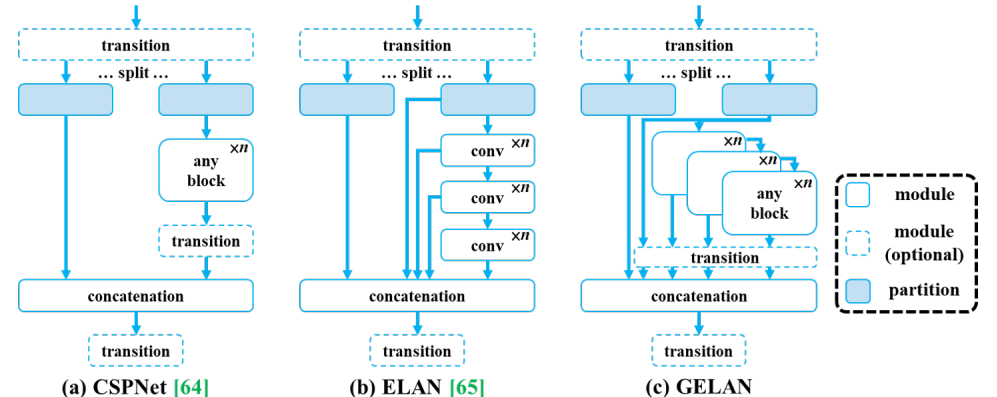 transition
... split ...
×n
any
block
transition
concatenation
transition
(a) CSPNet [64]
transition
... split ...
conv ×n
conv ×n
conv ×n
concatenation
transition
(b) ELAN [65]
transition
... split ...
×n
×n
×n
any
block
transition
concatenation
transition
(c) GELAN
module
module
(optional)
partition